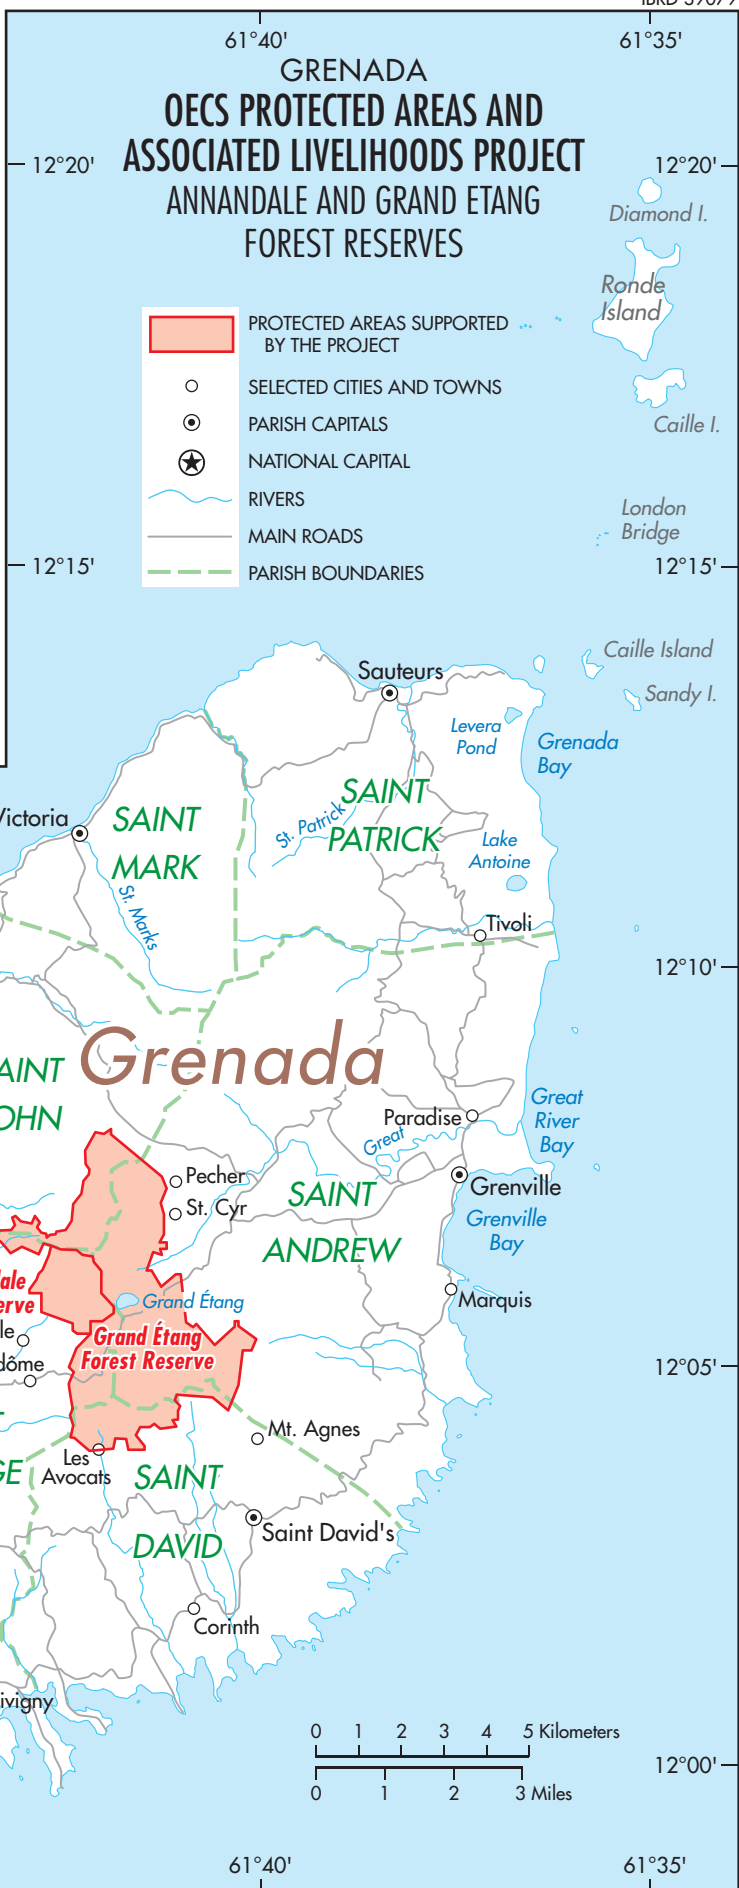 61°40'
61°35'
GRENADA
OECS PROTECTED AREAS AND
ASSOCIATED LIVELIHOODS PROJECT
ANNANDALE AND GRAND ETANG
FOREST RESERVES
12°20'
12°20'
Diamond I.
Ronde
Island
Caille I.
PROTECTED AREAS SUPPORTED
BY THE PROJECT
SELECTED CITIES AND TOWNS
PARISH CAPITALS
NATIONAL CAPITAL
RIVERS
MAIN ROADS
PARISH BOUNDARIES
London
Bridge
12°15'
12°15'
Caille Island
Sandy I.
Sauteurs
Levera
Pond
Grenada
Bay
Victoria
SAINT
MARK
St. Patrick
SAINT
PATRICK
Lake
Antoine
St. Marks
Tivoli
12°10'
Grenada
AINT
OHN
Paradise
Great
Great
River
Bay
Pecher
St. Cyr
SAINT
ANDREW
Grenville
Grenville
Bay
Marquis
Grand Étang
dale
erve
Grand Étang
Forest Reserve
le
dôme
12°05'
Mt. Agnes
Les
Avocats
GE
SAINT
DAVID
Saint David's
Corinth
ivigny
0 1 2 3 4 5 Kilometers
0 1 2 3 Miles
12°00'
61°40'
61°35'